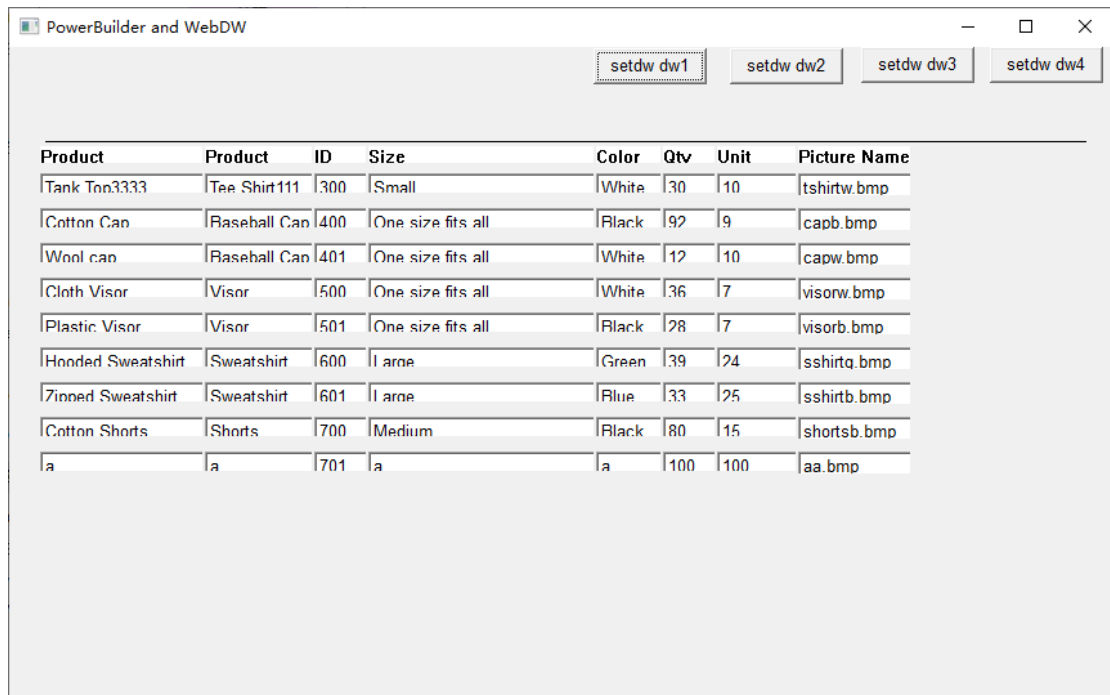 PowerBuilder and WebDW
setdw dw1 setdw dw2 setdw dw3 setdw dw4
Product Product ID Size Color Qty Unit Picture Name
Tank Top3333 Tee Shirt111 300 Small White 30 10 tshirtw.bmp
Cotton Cap Baseball Cap 400 One size fits all Black 92 9 capb.bmp
Wool cap Baseball Cap 401 One size fits all White 12 10 capw.bmp
Cloth Visor Visor 500 One size fits all White 36 7 visorw.bmp
Plastic Visor Visor 501 One size fits all Black 28 7 visorb.bmp
Hooded Sweatshirt Sweatshirt 600 Large Green 39 24 sshirtg.bmp
Zipped Sweatshirt Sweatshirt 601 Large Blue 33 25 sshirtb.bmp
Cotton Shorts Shorts 700 Medium Black 80 15 shortsb.bmp
a a 701 a a 100 100 aa.bmp